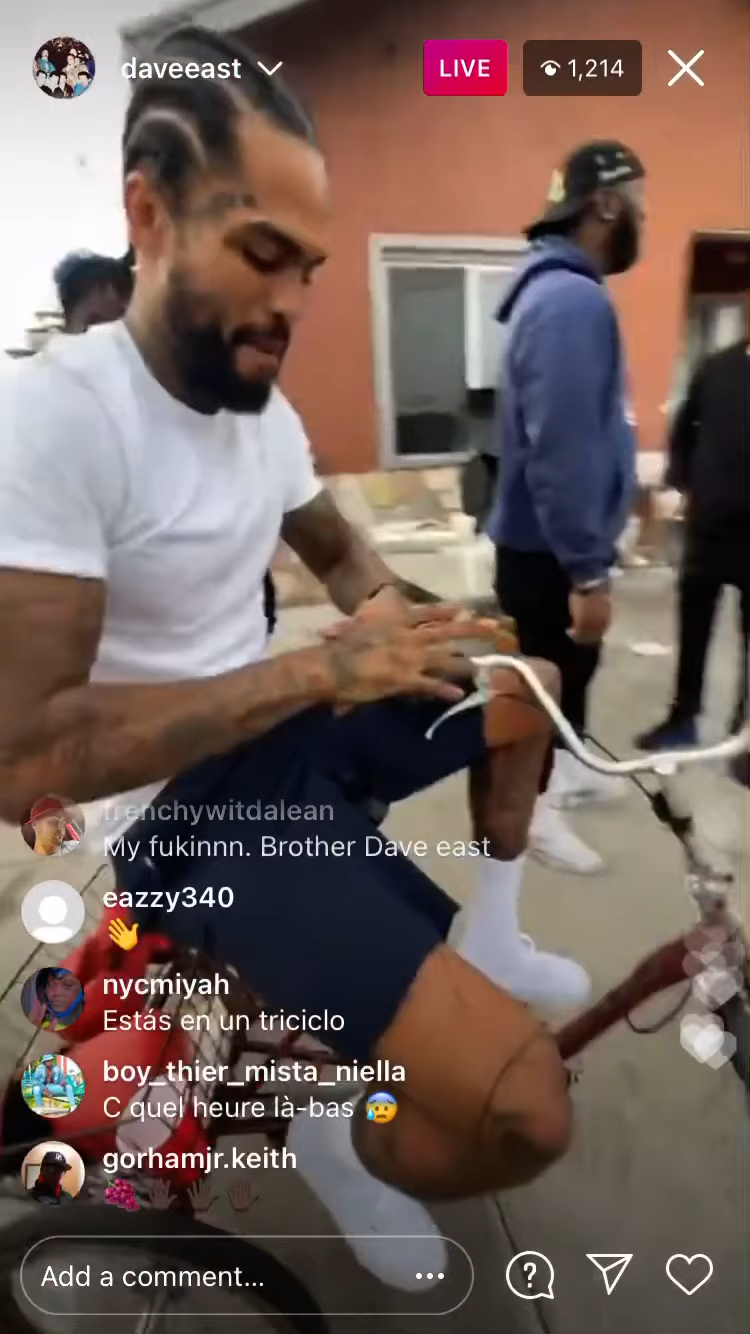 daveeast
LIVE
1,214
frenchywitdalean
My fukinnn. Brother Dave east
eazzy340
👋
nycmiyah
Estás en un triciclo
boy_thier_mista_niella
C quel heure là-bas 😰
gorhamjr.keith
🍇👋🏿👋🏿👋🏿
Add a comment...